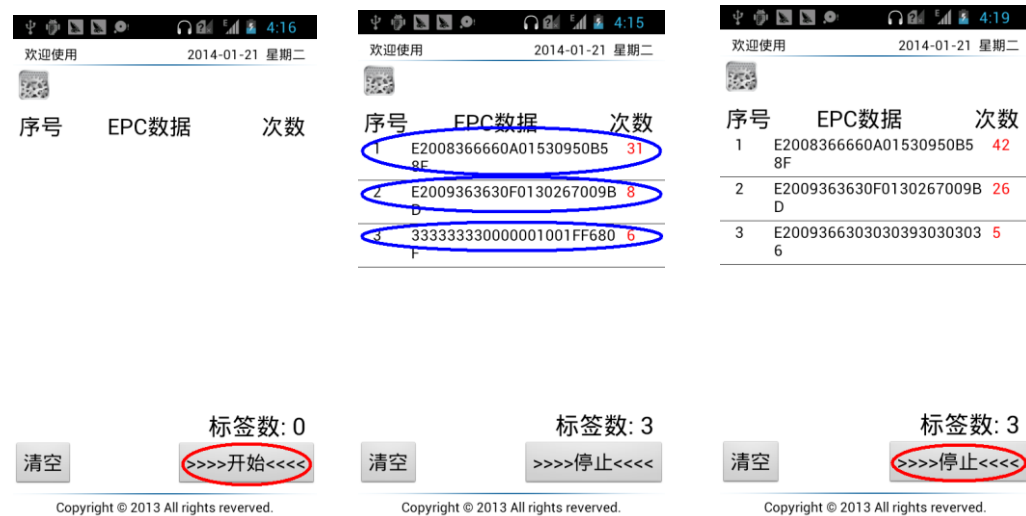 4:16
欢迎使用 2014-01-21 星期二
序号 EPC数据 次数
标签数: 0
清空 >>>>开始<<<<
Copyright © 2013 All rights reverved.
4:15
欢迎使用 2014-01-21 星期二
序号 EPC数据 次数
1 E2008366660A01530950B5 31
8F
2 E2009363630F0130267009B 8
D
3 333333330000001001FF680 6
F
标签数: 3
清空 >>>>停止<<<<
Copyright © 2013 All rights reverved.
4:19
欢迎使用 2014-01-21 星期二
序号 EPC数据 次数
1 E2008366660A01530950B5 42
8F
2 E2009363630F0130267009B 26
D
3 E2009366303030393030303 5
6
标签数: 3
清空 >>>>停止<<<<
Copyright © 2013 All rights reverved.